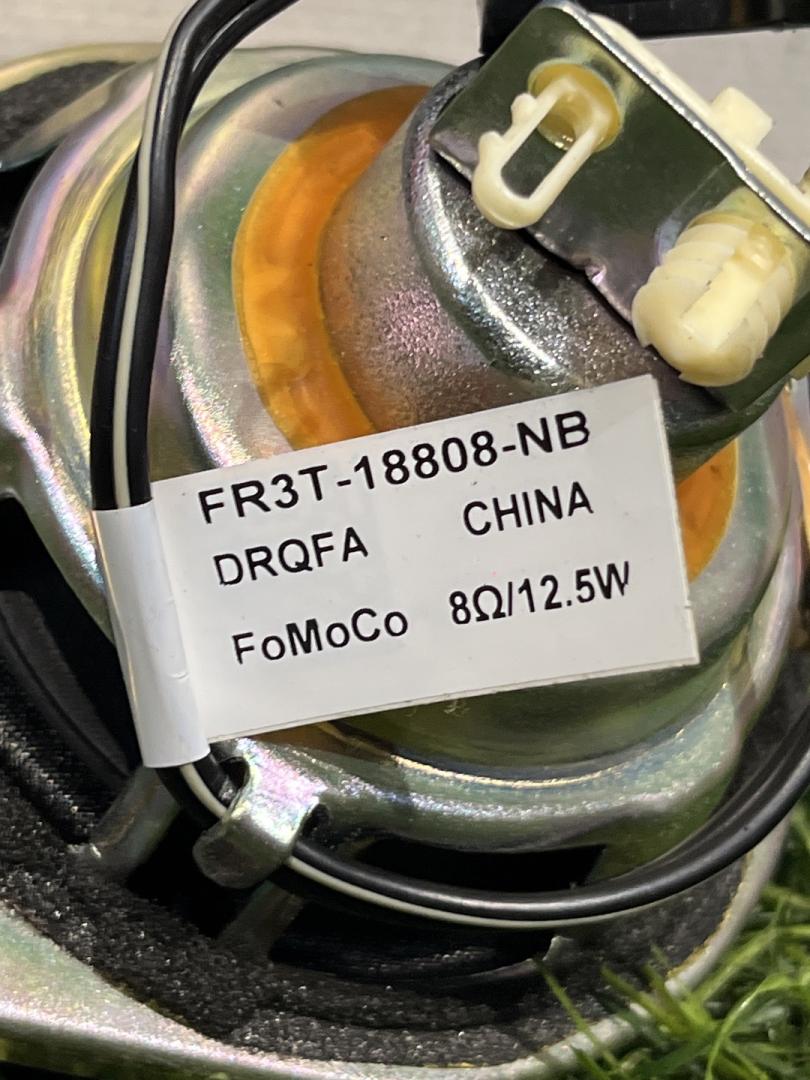 FR3T-18808-NB
DRQFA CHINA
FoMoCo 8Ω/12.5W